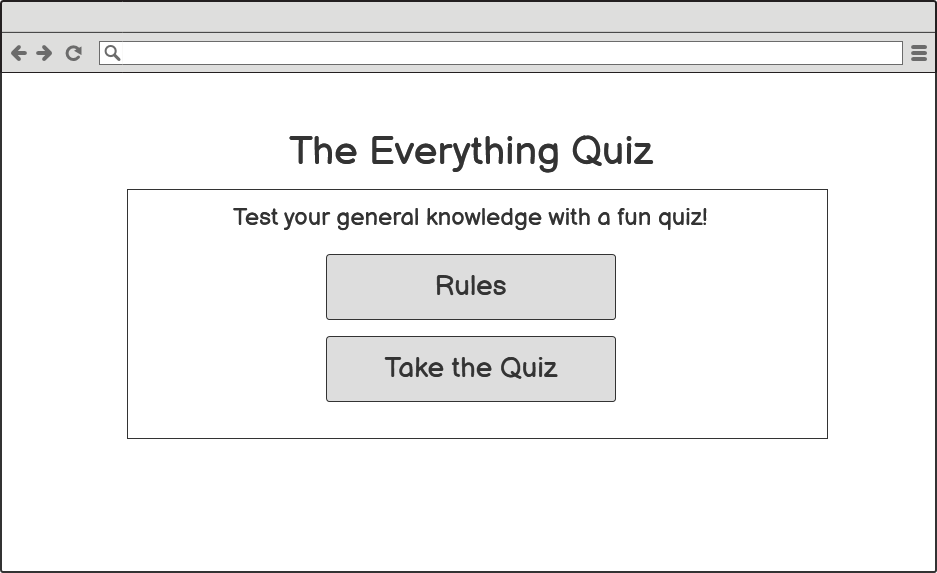 The Everything Quiz
Test your general knowledge with a fun quiz!
Rules
Take the Quiz